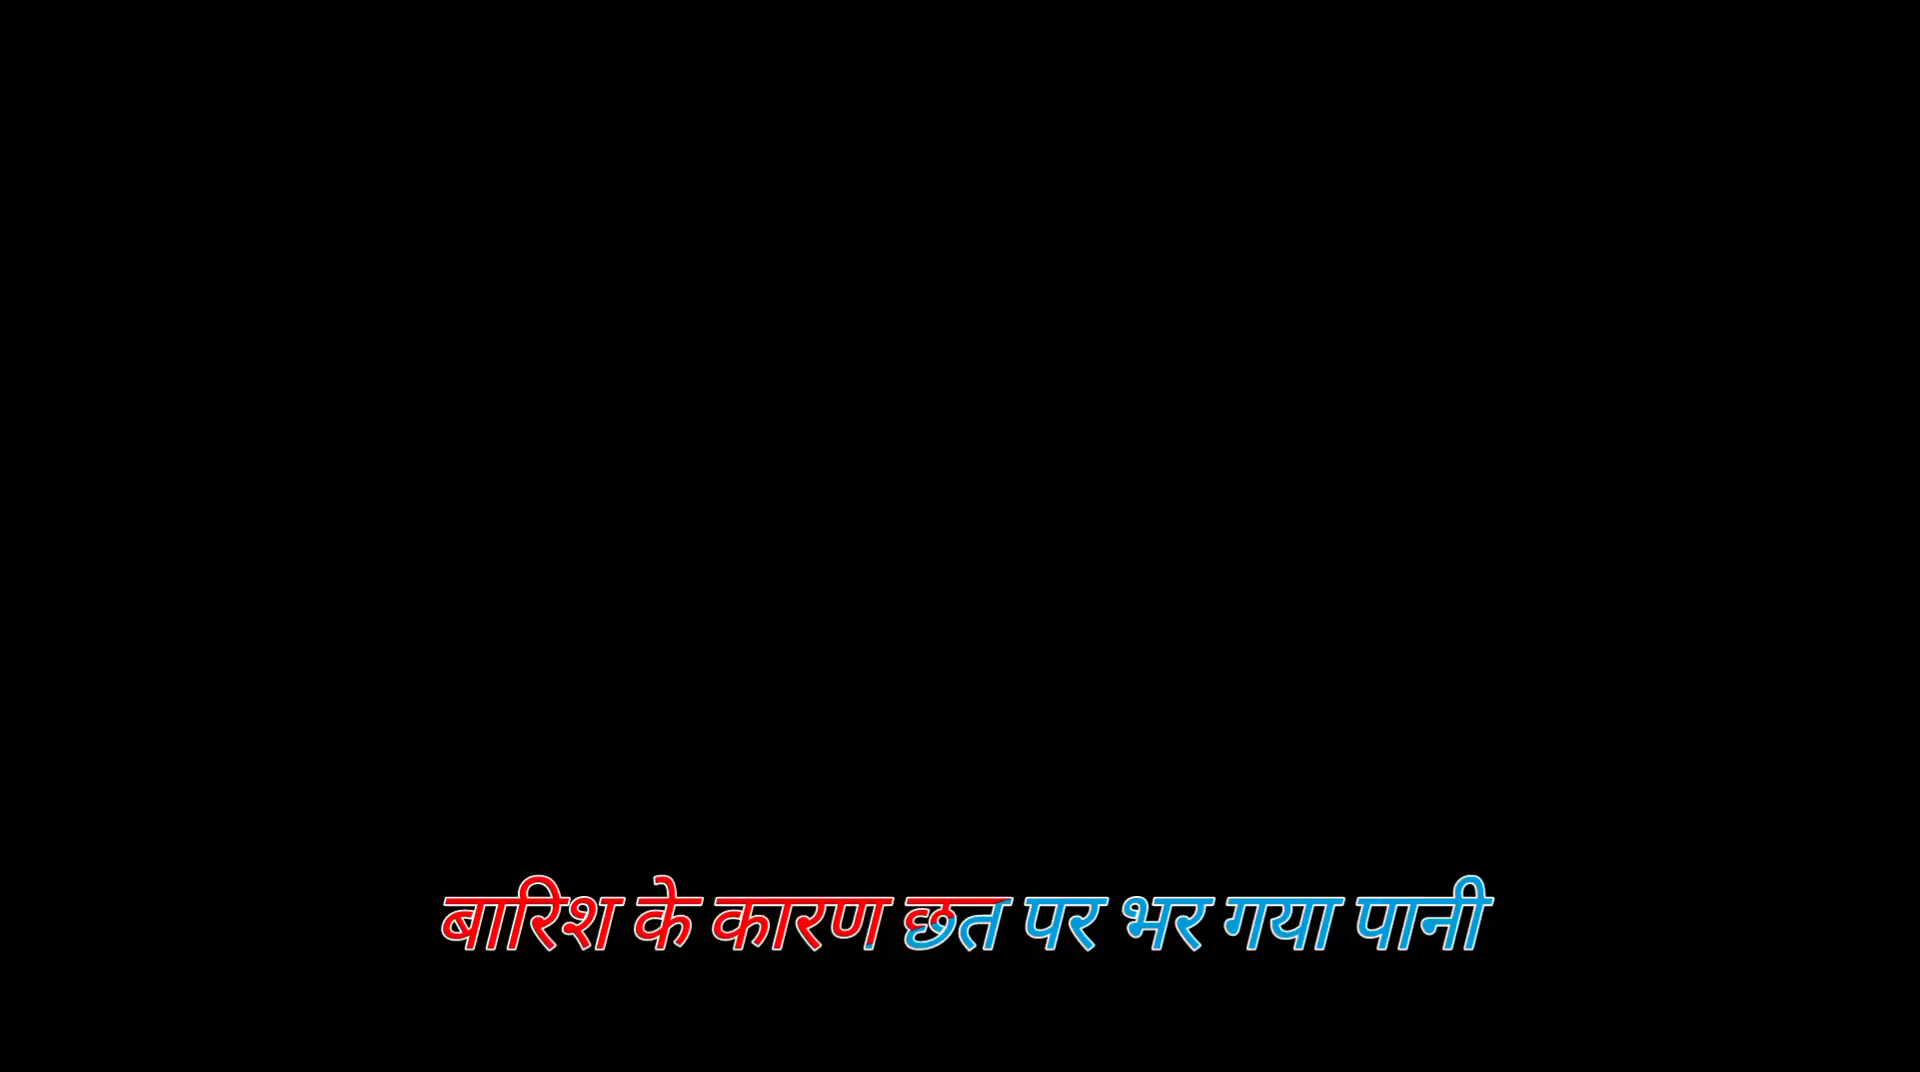 बारिश के कारण छत पर भर गया पानी